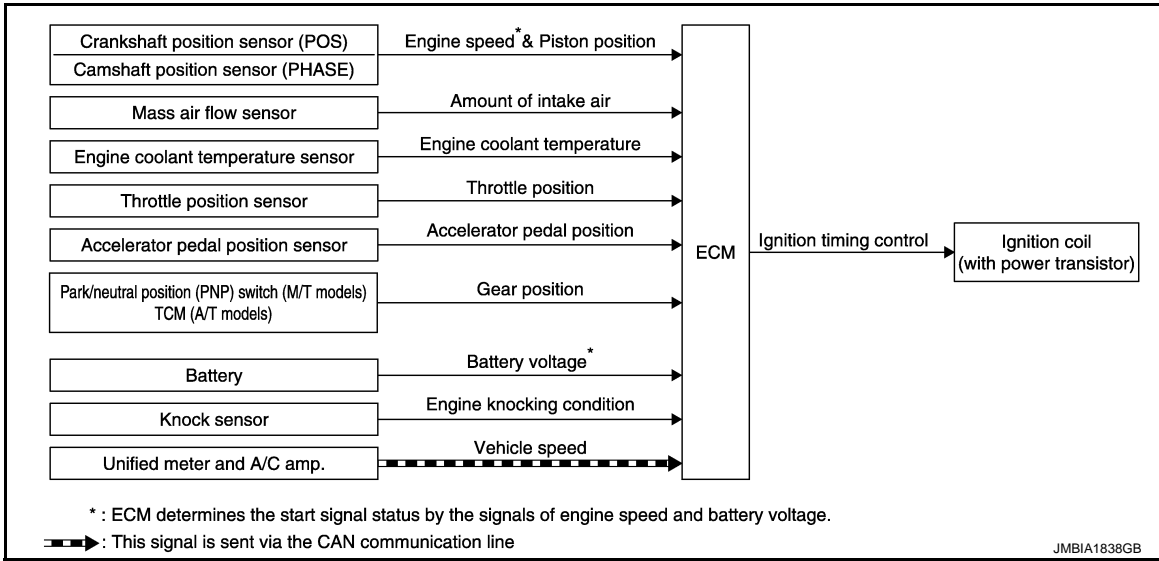 Crankshaft position sensor (POS)
Engine speed* & Piston position
Camshaft position sensor (PHASE)
Mass air flow sensor
Amount of intake air
Engine coolant temperature sensor
Engine coolant temperature
Throttle position sensor
Throttle position
Accelerator pedal position sensor
Accelerator pedal position
Park/neutral position (PNP) switch (M/T models)
TCM (A/T models)
Gear position
Battery
Battery voltage*
Knock sensor
Engine knocking condition
Unified meter and A/C amp.
Vehicle speed
ECM
Ignition timing control
Ignition coil
(with power transistor)
* : ECM determines the start signal status by the signals of engine speed and battery voltage.
: This signal is sent via the CAN communication line
JMBIA1838GB